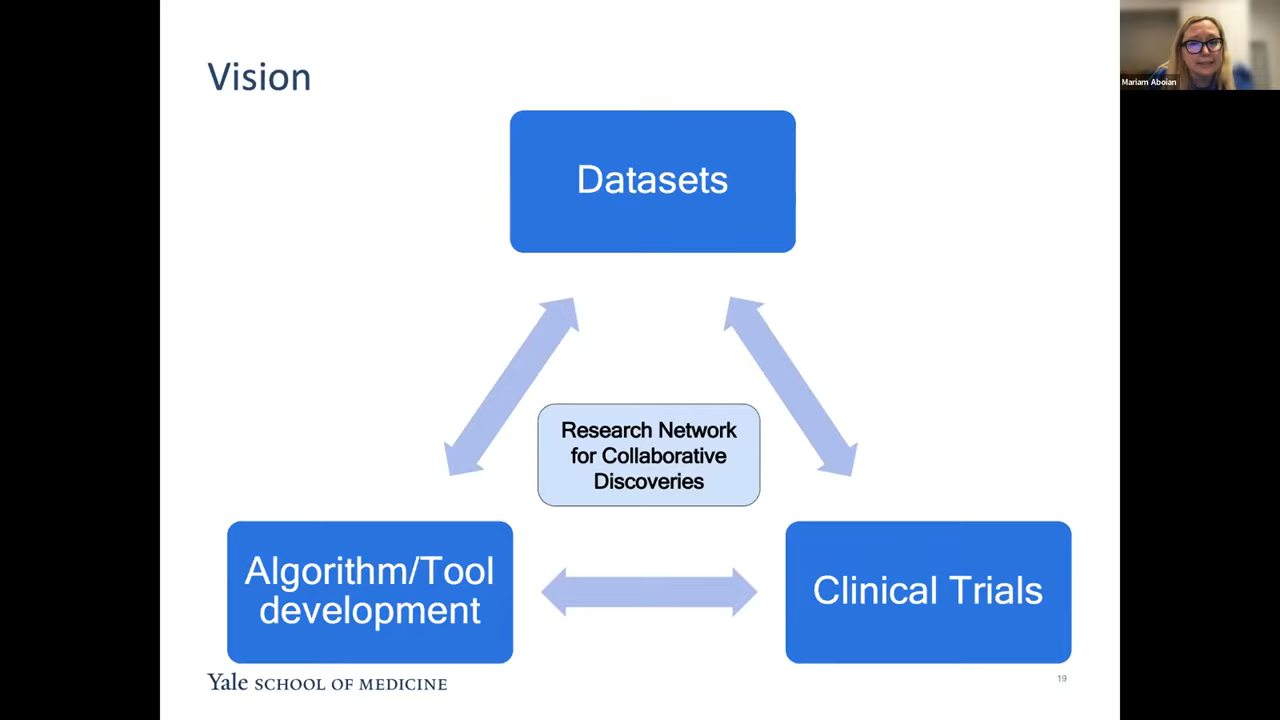 Vision
Mariam Aboian
Datasets
Research Network
for Collaborative
Discoveries
Algorithm/Tool
development
Clinical Trials
Yale SCHOOL OF MEDICINE
19